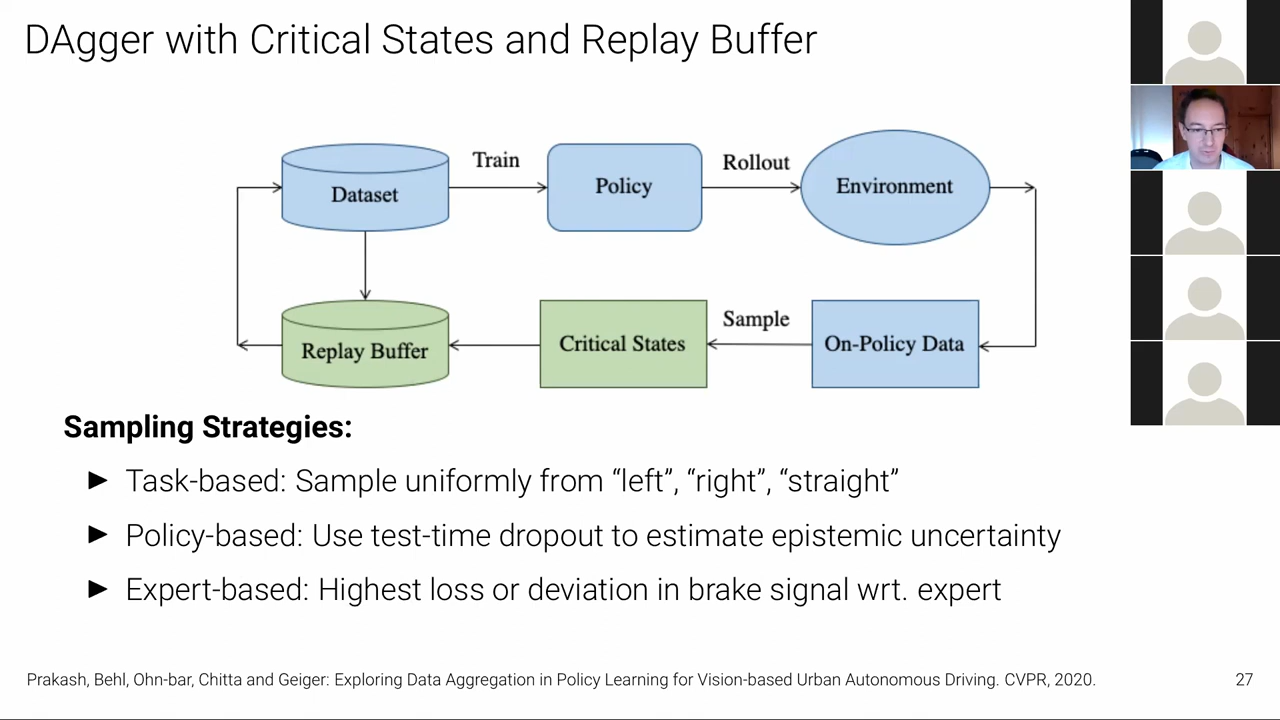 DAgger with Critical States and Replay Buffer
Train
Rollout
Dataset
Policy
Environment
Sample
Replay Buffer
Critical States
On-Policy Data
Sampling Strategies:
► Task-based: Sample uniformly from “left”, “right”, “straight”
► Policy-based: Use test-time dropout to estimate epistemic uncertainty
► Expert-based: Highest loss or deviation in brake signal wrt. expert
Prakash, Behl, Ohn-bar, Chitta and Geiger: Exploring Data Aggregation in Policy Learning for Vision-based Urban Autonomous Driving. CVPR, 2020.
27